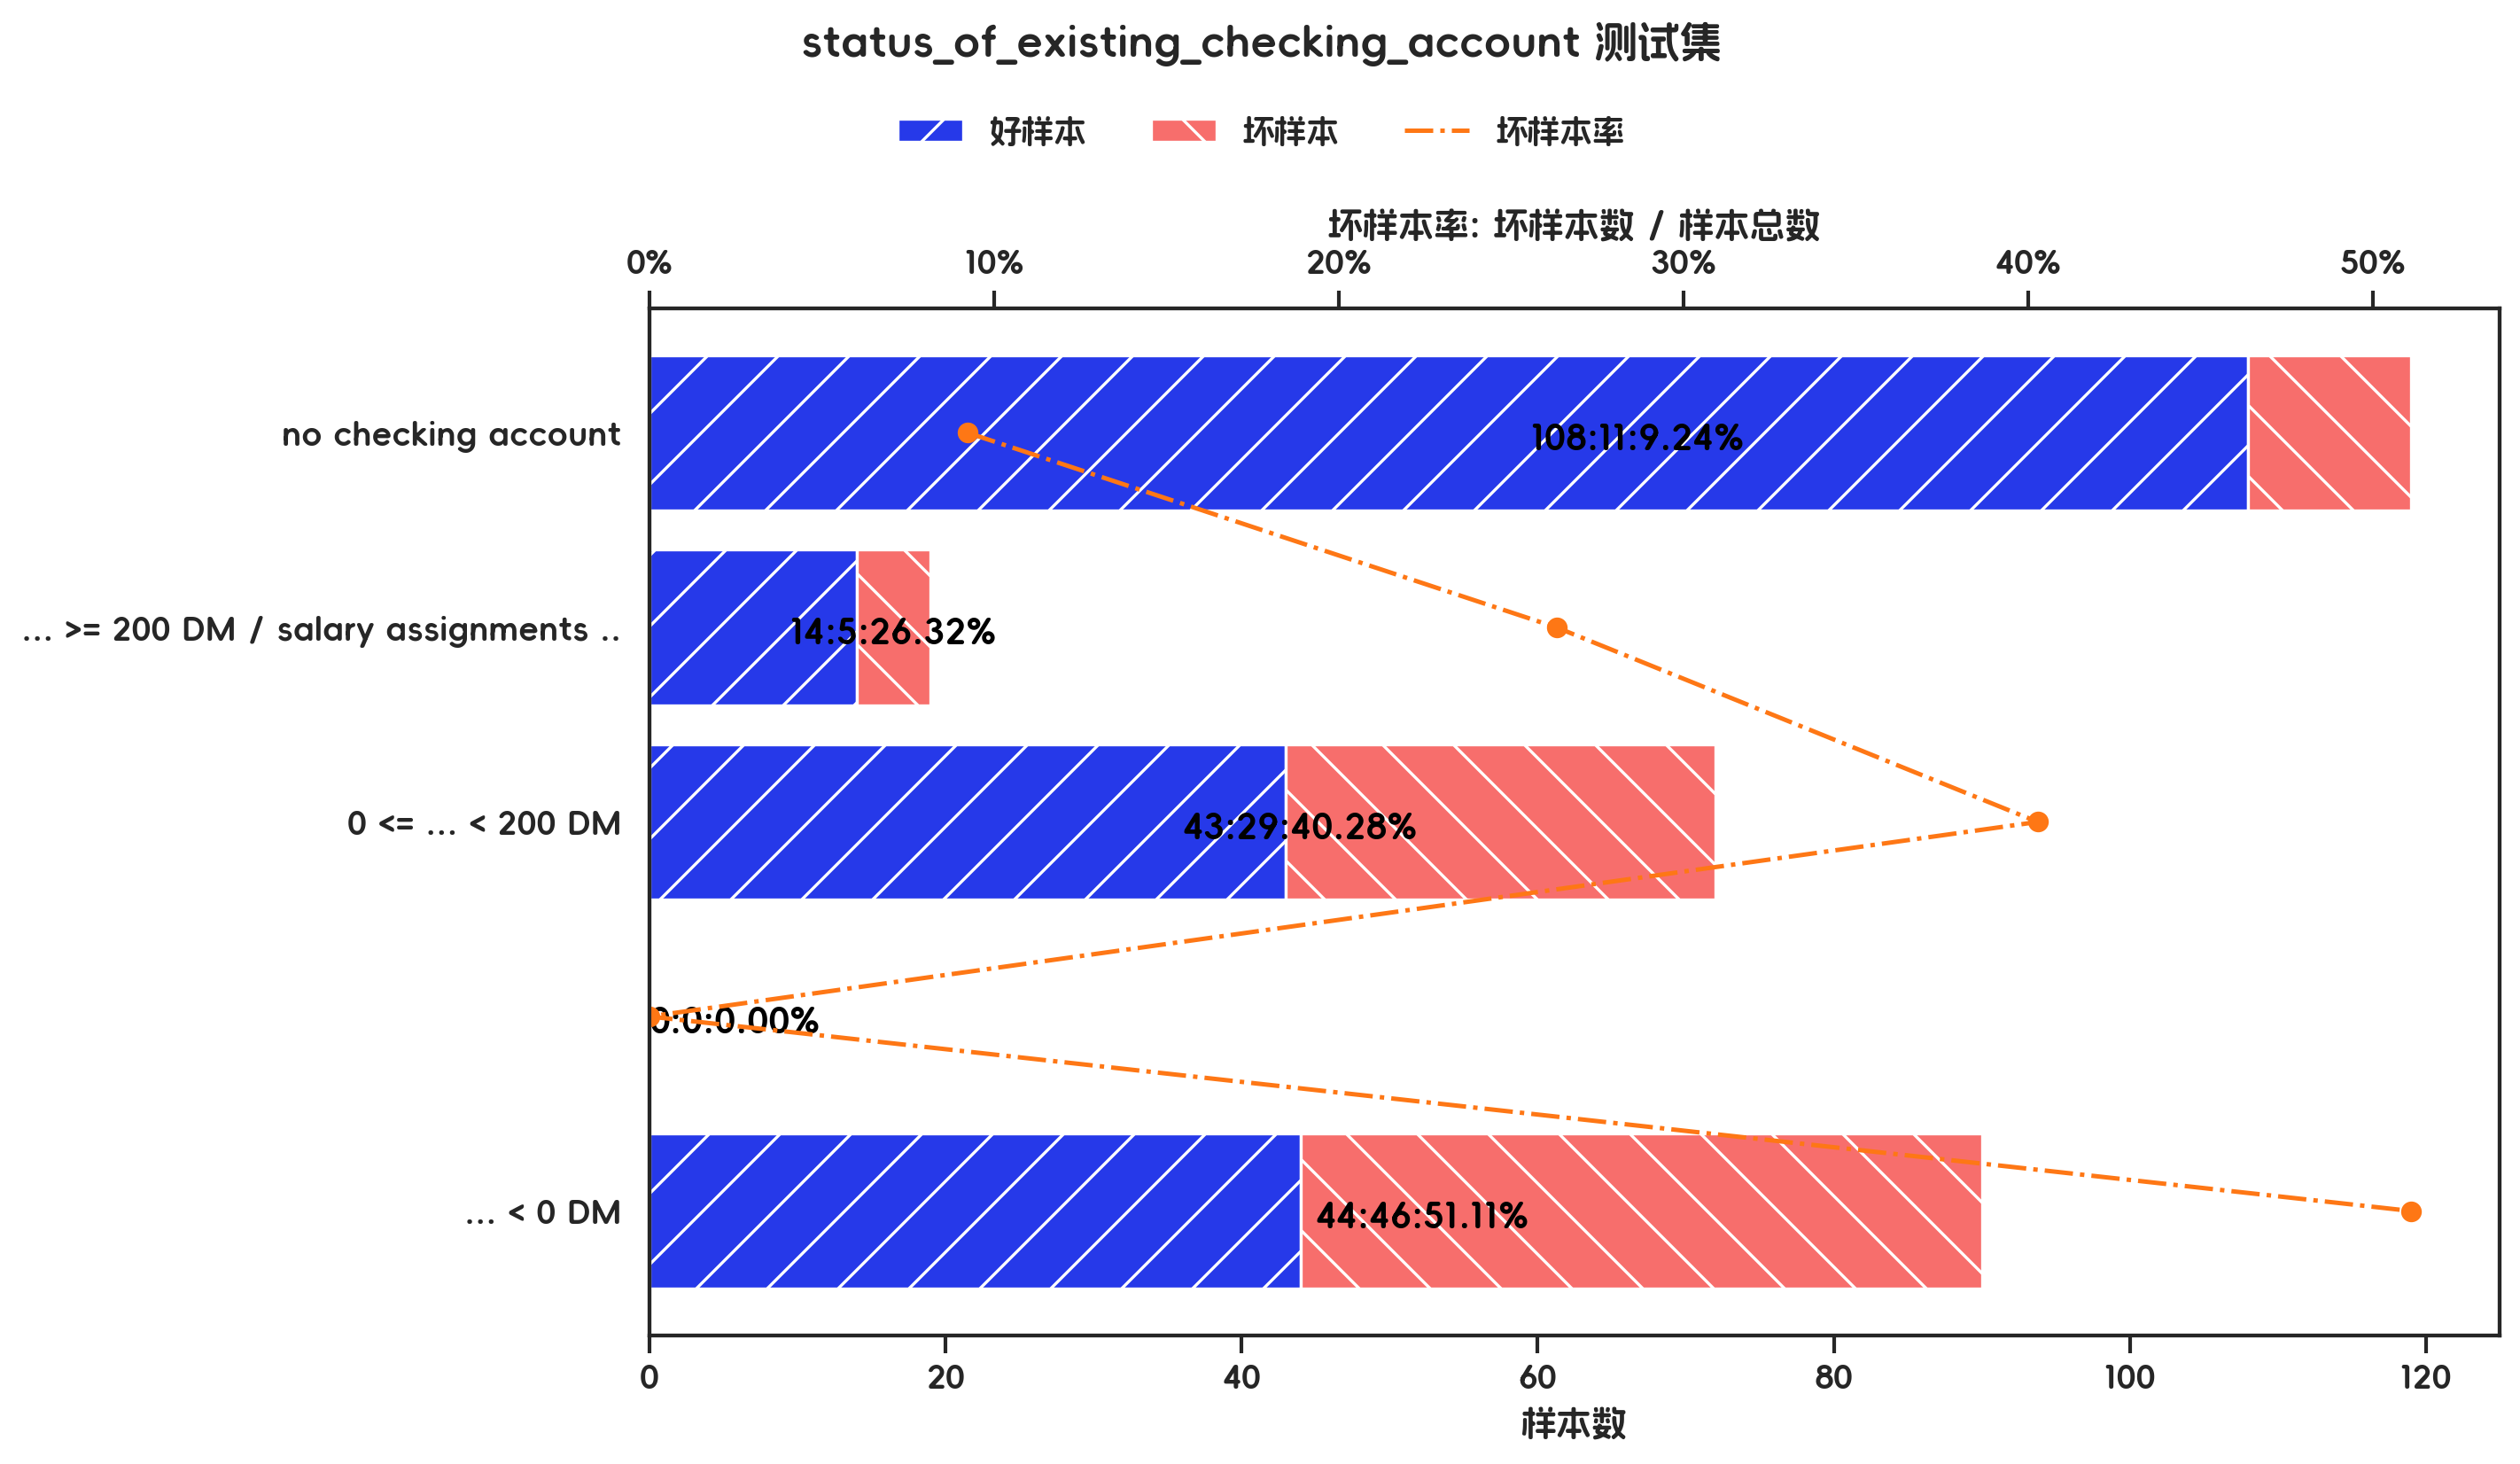 status_of_existing_checking_account 测试集
好样本 坏样本 坏样本率
坏样本率: 坏样本数 / 样本总数
0% 10% 20% 30% 40% 50%
no checking account 108:11:9.24%
... >= 200 DM / salary assignments .. 14:5:26.32%
0 <= ... < 200 DM 43:29:40.28%
0:0:0.00%
... < 0 DM 44:46:51.11%
0 20 40 60 80 100 120
样本数